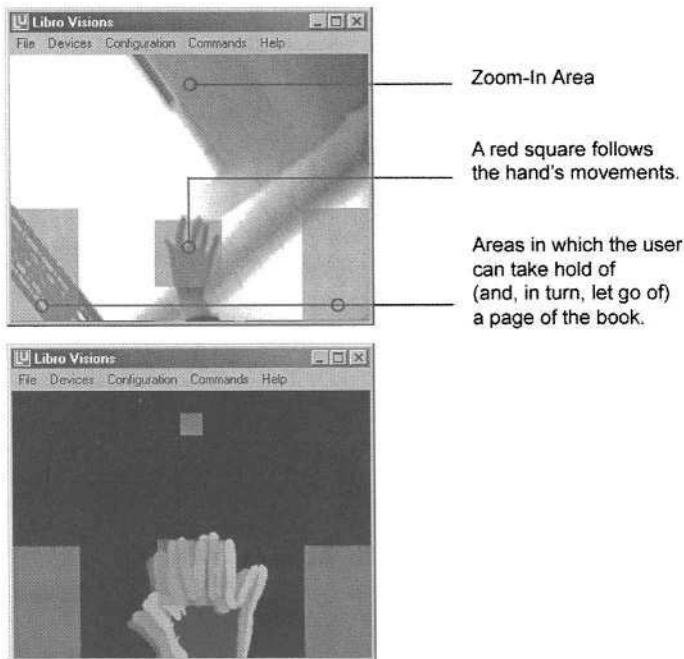 Libro Visions
File Devices Configuration Commands Help
Zoom-In Area
A red square follows
the hand's movements.
Areas in which the user
can take hold of
(and, in turn, let go of)
a page of the book.
Libro Visions
File Devices Configuration Commands Help